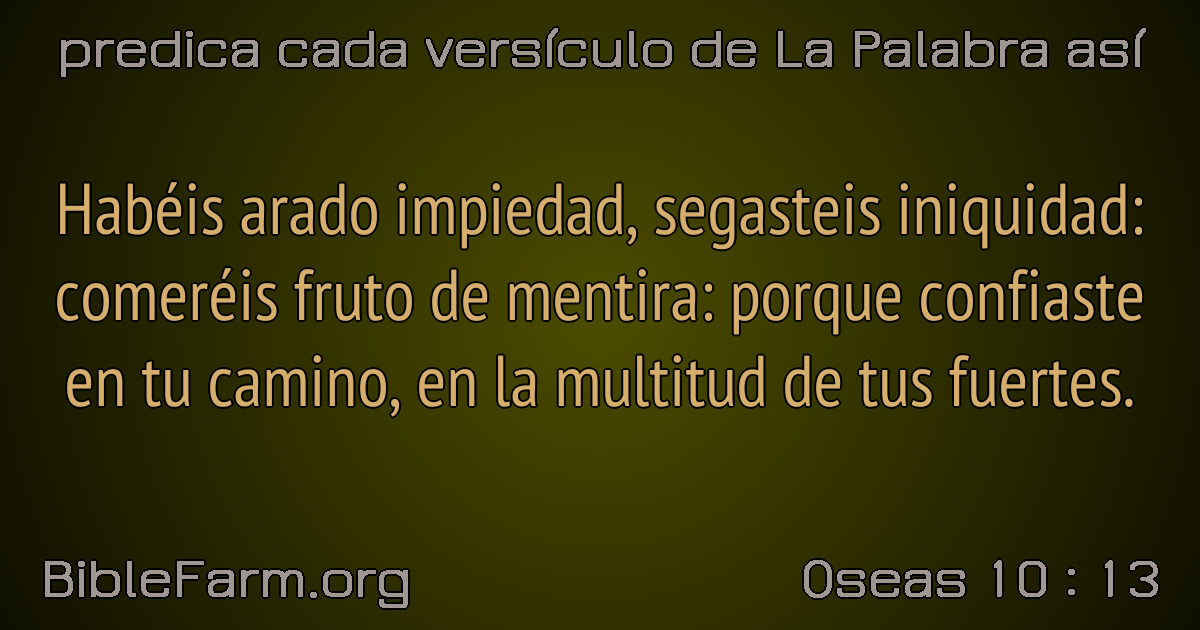 predica cada versículo de La Palabra así
Habéis arado impiedad, segasteis iniquidad:
comeréis fruto de mentira: porque confiaste
en tu camino, en la multitud de tus fuertes.
BibleFarm.org
Oseas 10 : 13